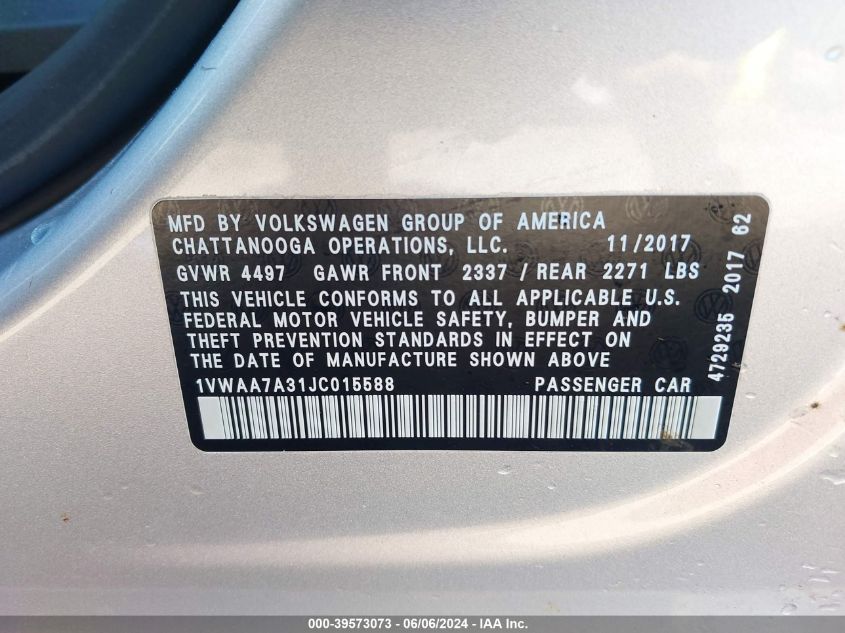 MFD BY VOLKSWAGEN GROUP OF AMERICA
CHATTANOOGA OPERATIONS, LLC. 11/2017
GVWR 4497 GAWR FRONT 2337 / REAR 2271 LBS
THIS VEHICLE CONFORMS TO ALL APPLICABLE U.S.
FEDERAL MOTOR VEHICLE SAFETY, BUMPER AND
THEFT PREVENTION STANDARDS IN EFFECT ON
THE DATE OF MANUFACTURE SHOWN ABOVE
1VWAA7A31JC015588 PASSENGER CAR
4729235 2017 62
000-39573073 - 06/06/2024 - IAA Inc.